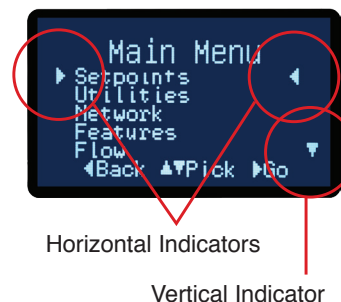 Main Menu
▶ Setpoints ◀
Utilities
Network
Features
Flow ▼
◀Back ▲▼Pick ▶Go
Horizontal Indicators
Vertical Indicator